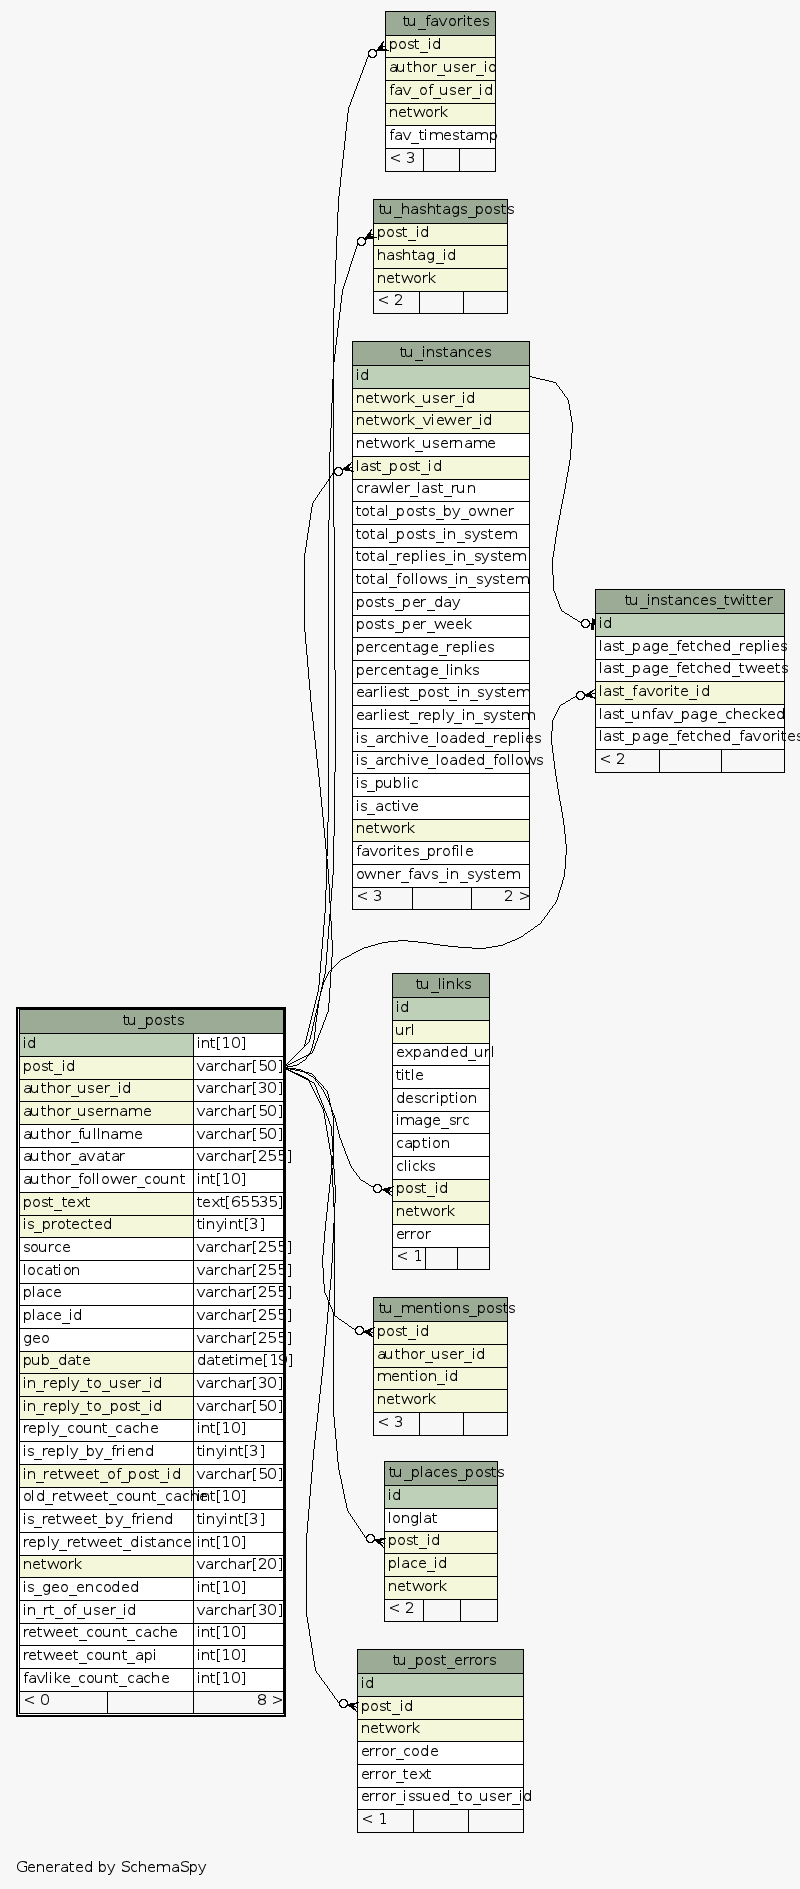 tu_favorites
post_id
author_user_id
fav_of_user_id
network
fav_timestamp
< 3
tu_hashtags_posts
post_id
hashtag_id
network
< 2
tu_instances
id
network_user_id
network_viewer_id
network_username
last_post_id
crawler_last_run
total_posts_by_owner
total_posts_in_system
total_replies_in_system
total_follows_in_system
posts_per_day
posts_per_week
percentage_replies
percentage_links
earliest_post_in_system
earliest_reply_in_system
is_archive_loaded_replies
is_archive_loaded_follows
is_public
is_active
network
favorites_profile
owner_favs_in_system
< 3 2 >
tu_instances_twitter
id
last_page_fetched_replies
last_page_fetched_tweets
last_favorite_id
last_unfav_page_checked
last_page_fetched_favorites
< 2
tu_links
id
url
expanded_url
title
description
image_src
caption
clicks
post_id
network
error
< 1
tu_posts
id int[10]
post_id varchar[50]
author_user_id varchar[30]
author_username varchar[50]
author_fullname varchar[50]
author_avatar varchar[255]
author_follower_count int[10]
post_text text[65535]
is_protected tinyint[3]
source varchar[255]
location varchar[255]
place varchar[255]
place_id varchar[255]
geo varchar[255]
pub_date datetime[19]
in_reply_to_user_id varchar[30]
in_reply_to_post_id varchar[50]
reply_count_cache int[10]
is_reply_by_friend tinyint[3]
in_retweet_of_post_id varchar[50]
old_retweet_count_cache int[10]
is_retweet_by_friend tinyint[3]
reply_retweet_distance int[10]
network varchar[20]
is_geo_encoded int[10]
in_rt_of_user_id varchar[30]
retweet_count_cache int[10]
retweet_count_api int[10]
favlike_count_cache int[10]
< 0 8 >
tu_mentions_posts
post_id
author_user_id
mention_id
network
< 3
tu_places_posts
id
longlat
post_id
place_id
network
< 2
tu_post_errors
id
post_id
network
error_code
error_text
error_issued_to_user_id
< 1
Generated by SchemaSpy